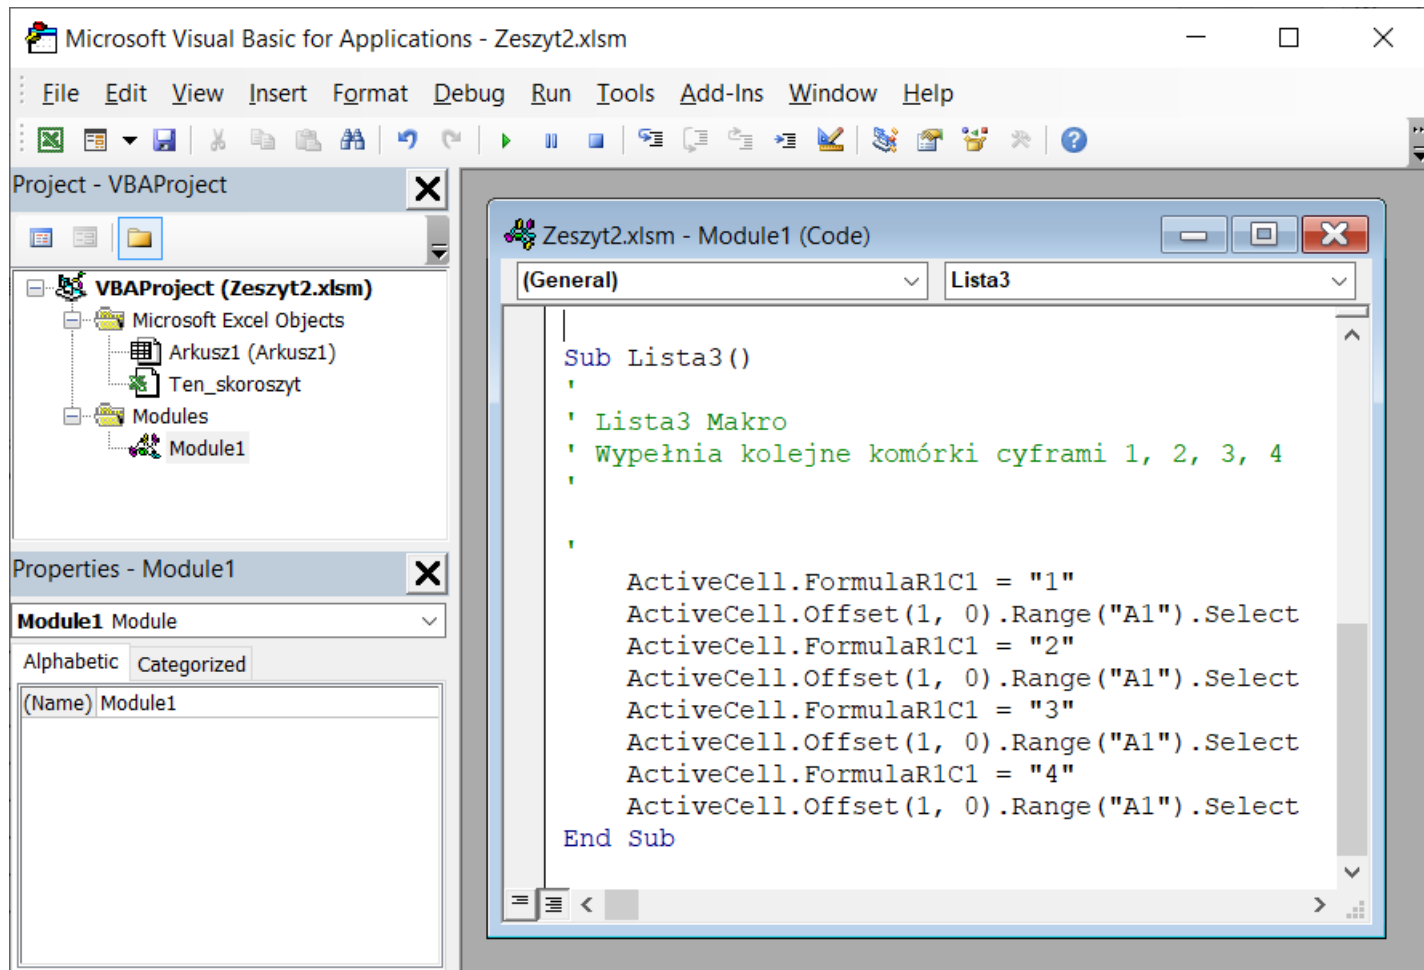 Microsoft Visual Basic for Applications - Zeszyt2.xlsm
File Edit View Insert Format Debug Run Tools Add-Ins Window Help
Project - VBAProject
VBAProject (Zeszyt2.xlsm)
Microsoft Excel Objects
Arkusz1 (Arkusz1)
Ten_skoroszyt
Modules
Module1
Properties - Module1
Module1 Module
Alphabetic Categorized
(Name) Module1
Zeszyt2.xlsm - Module1 (Code)
(General) Lista3
Sub Lista3()
'
' Lista3 Makro
' Wypełnia kolejne komórki cyframi 1, 2, 3, 4
'
'
ActiveCell.FormulaR1C1 = "1"
ActiveCell.Offset(1, 0).Range("A1").Select
ActiveCell.FormulaR1C1 = "2"
ActiveCell.Offset(1, 0).Range("A1").Select
ActiveCell.FormulaR1C1 = "3"
ActiveCell.Offset(1, 0).Range("A1").Select
ActiveCell.FormulaR1C1 = "4"
ActiveCell.Offset(1, 0).Range("A1").Select
End Sub